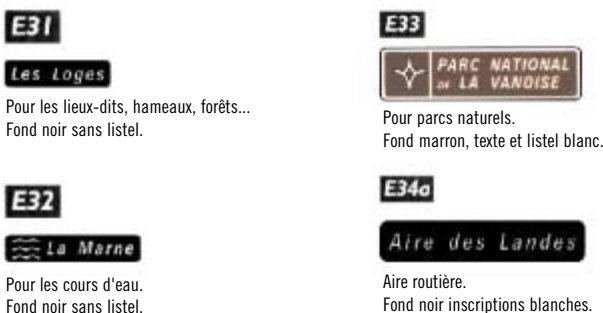 E31
Les Loges
Pour les lieux-dits, hameaux, forêts...
Fond noir sans listel.
E32
La Marne
Pour les cours d'eau.
Fond noir sans listel.
E33
PARC NATIONAL
DE LA VANOISE
Pour parcs naturels.
Fond marron, texte et listel blanc.
E34a
Aire des Landes
Aire routière.
Fond noir inscriptions blanches.